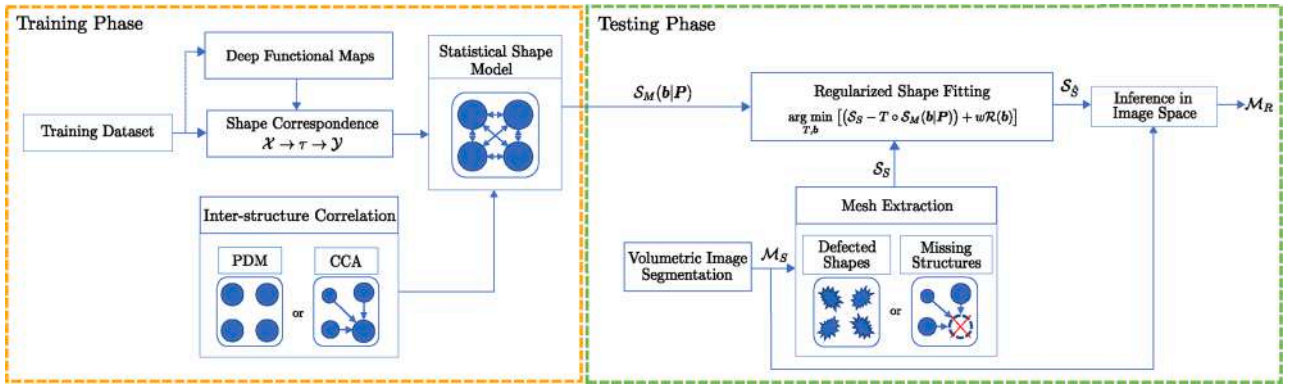 Training Phase
Deep Functional Maps
Training Dataset
Shape Correspondence
𝒳 → τ → 𝒴
Statistical Shape
Model
Inter-structure Correlation
PDM
CCA
or
𝒮_M(b|P)
Testing Phase
Regularized Shape Fitting
arg min [(𝒮_S − T ∘ 𝒮_M(b|P)) + wℛ(b)]
T,b
𝒮_Ŝ
Inference in
Image Space
ℳ_R
𝒮_S
Mesh Extraction
Volumetric Image
Segmentation
ℳ_S
Defected
Shapes
Missing
Structures
or